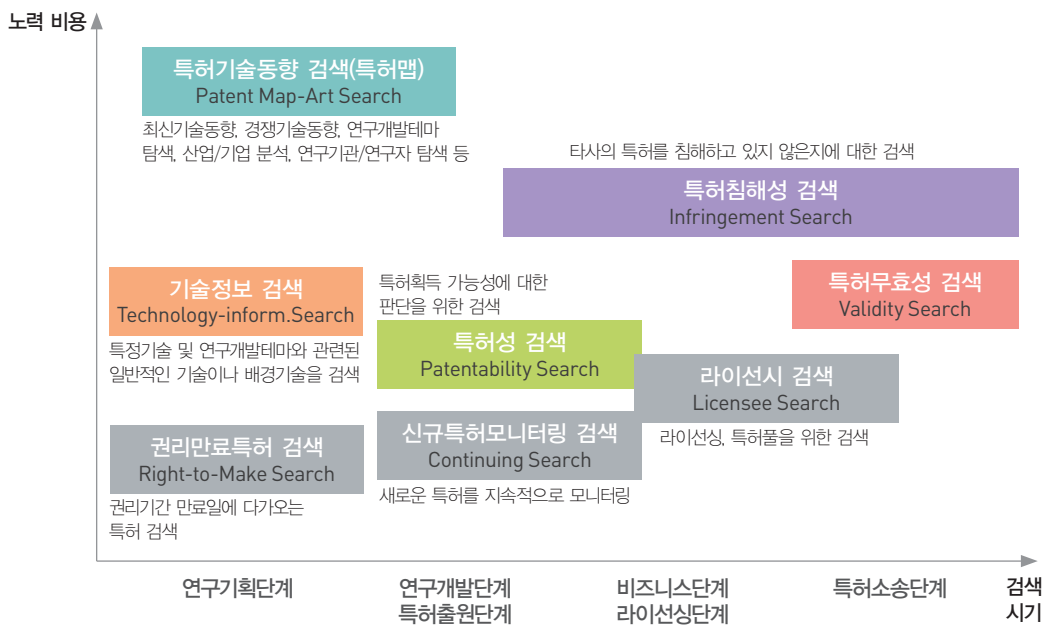 노력 비용
특허기술동향 검색(특허맵)
Patent Map-Art Search
최신기술동향, 경쟁기술동향, 연구개발테마
탐색, 산업/기업 분석, 연구기관/연구자 탐색 등
타사의 특허를 침해하고 있지 않은지에 대한 검색
특허침해성 검색
Infringement Search
기술정보 검색
Technology-inform.Search
특정기술 및 연구개발테마와 관련된
일반적인 기술이나 배경기술을 검색
특허획득 가능성에 대한
판단을 위한 검색
특허성 검색
Patentability Search
특허무효성 검색
Validity Search
라이선시 검색
Licensee Search
라이선싱, 특허풀을 위한 검색
권리만료특허 검색
Right-to-Make Search
권리기간 만료일에 다가오는
특허 검색
신규특허모니터링 검색
Continuing Search
새로운 특허를 지속적으로 모니터링
연구기획단계
연구개발단계
특허출원단계
비즈니스단계
라이선싱단계
특허소송단계
검색
시기